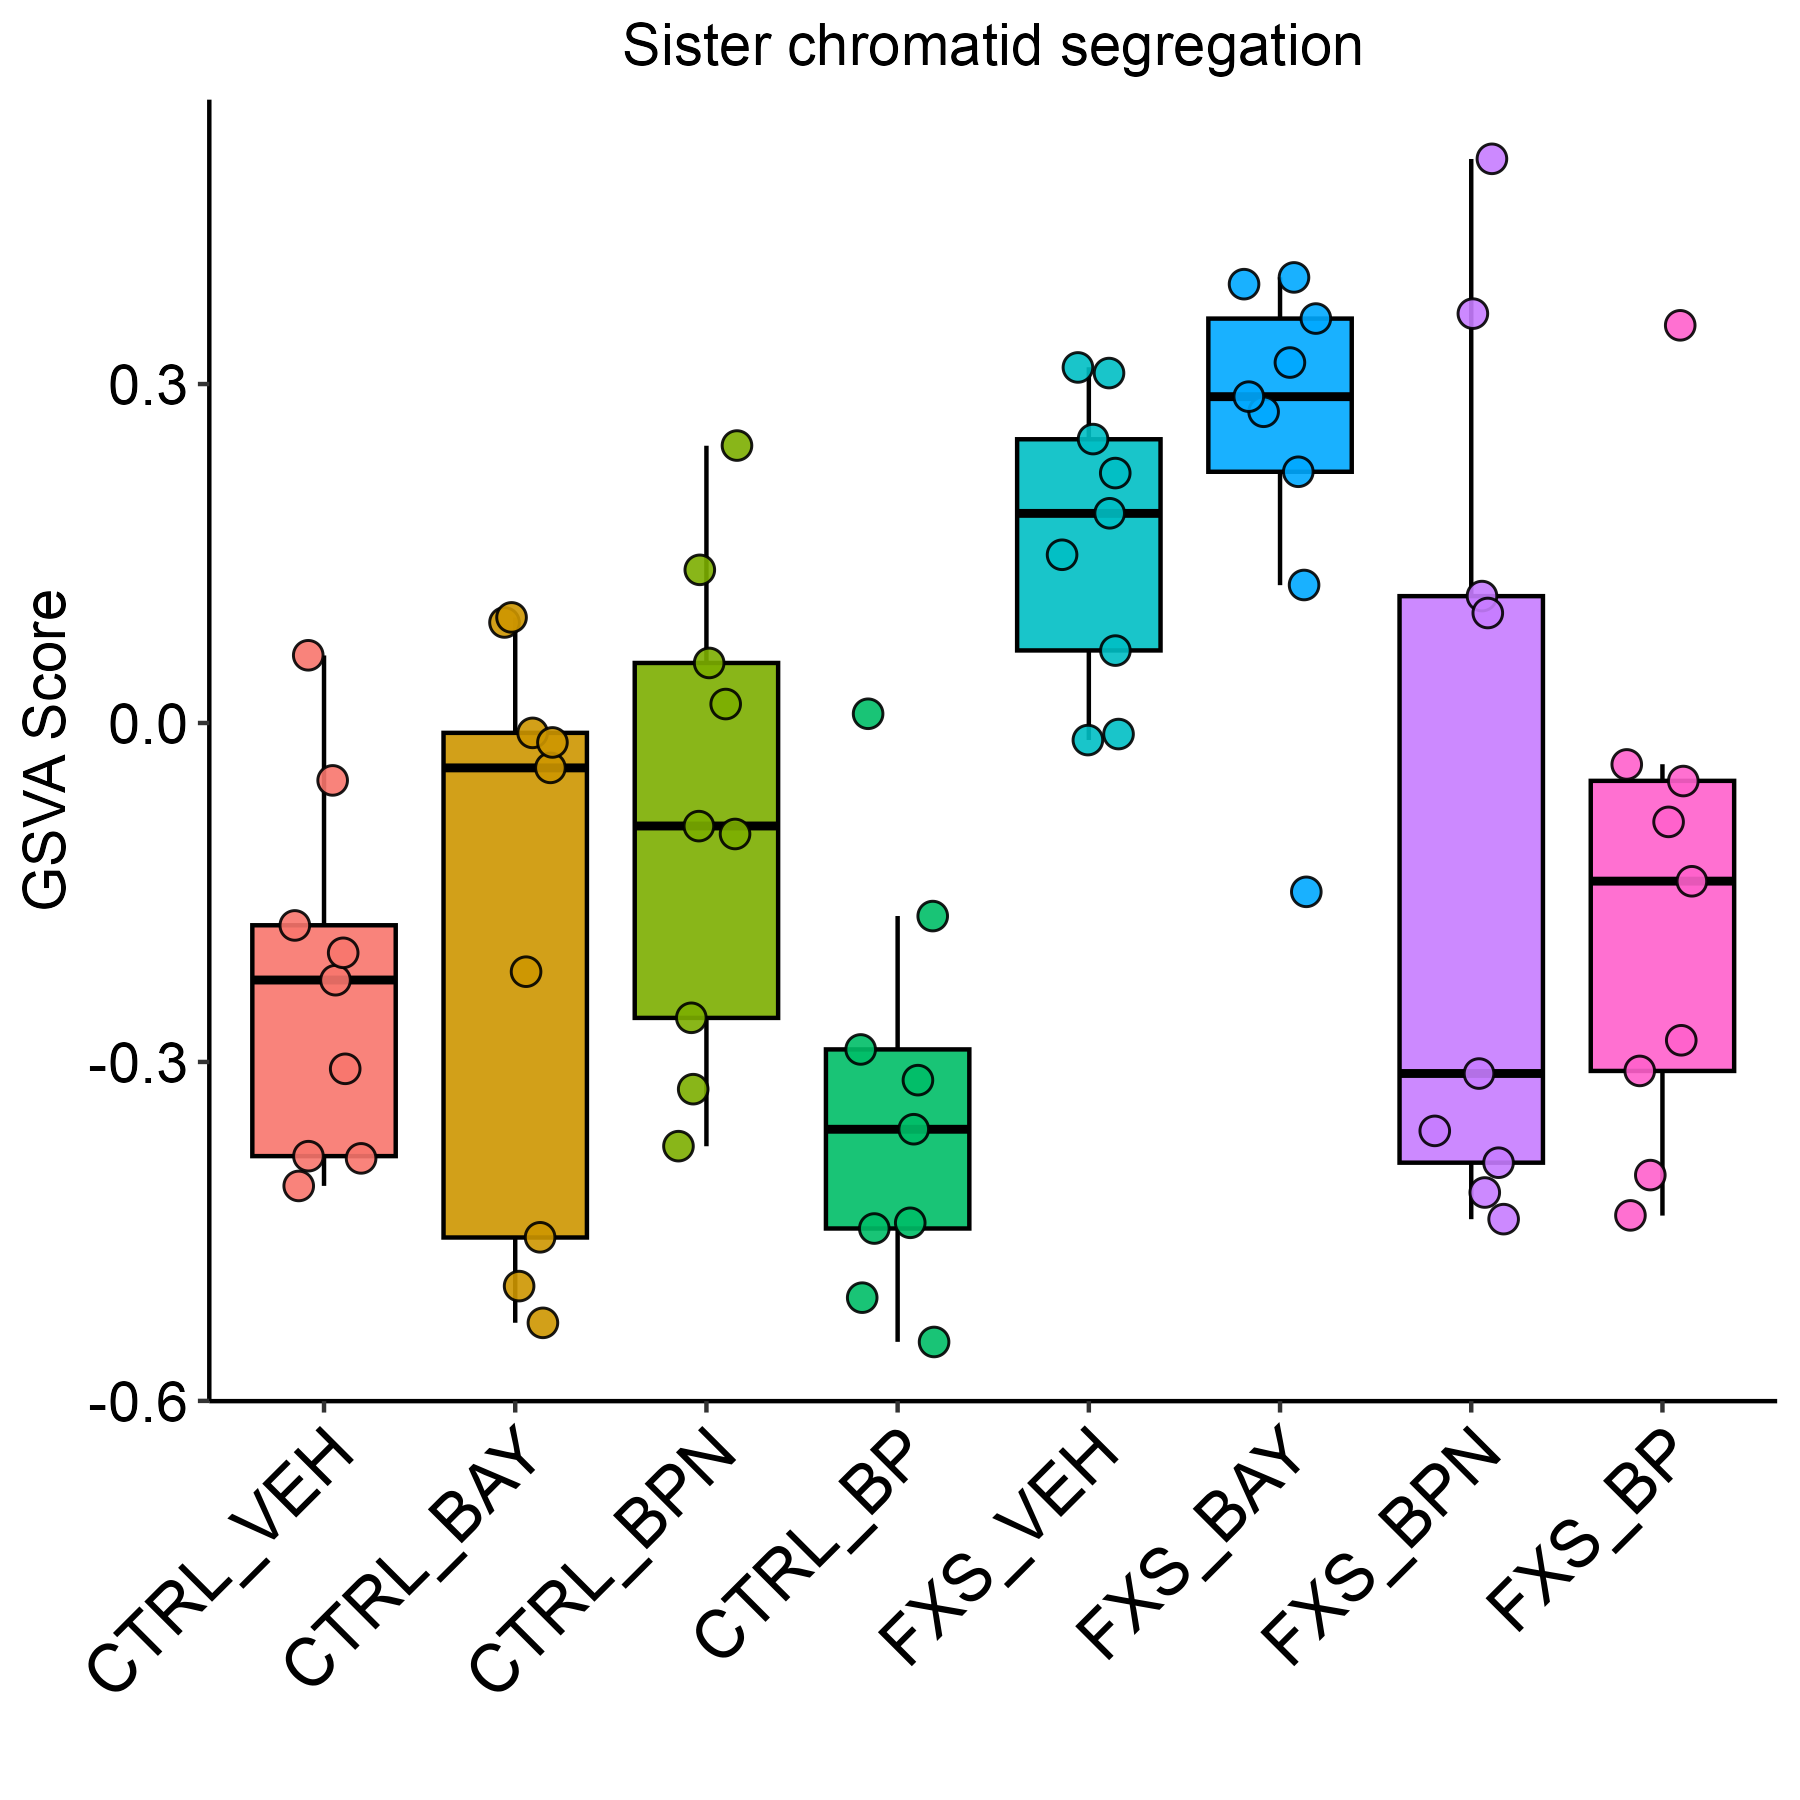 Sister chromatid segregation
GSVA Score
0.3
0.0
-0.3
-0.6
CTRL_VEH
CTRL_BAY
CTRL_BPN
CTRL_BP
FXS_VEH
FXS_BAY
FXS_BPN
FXS_BP